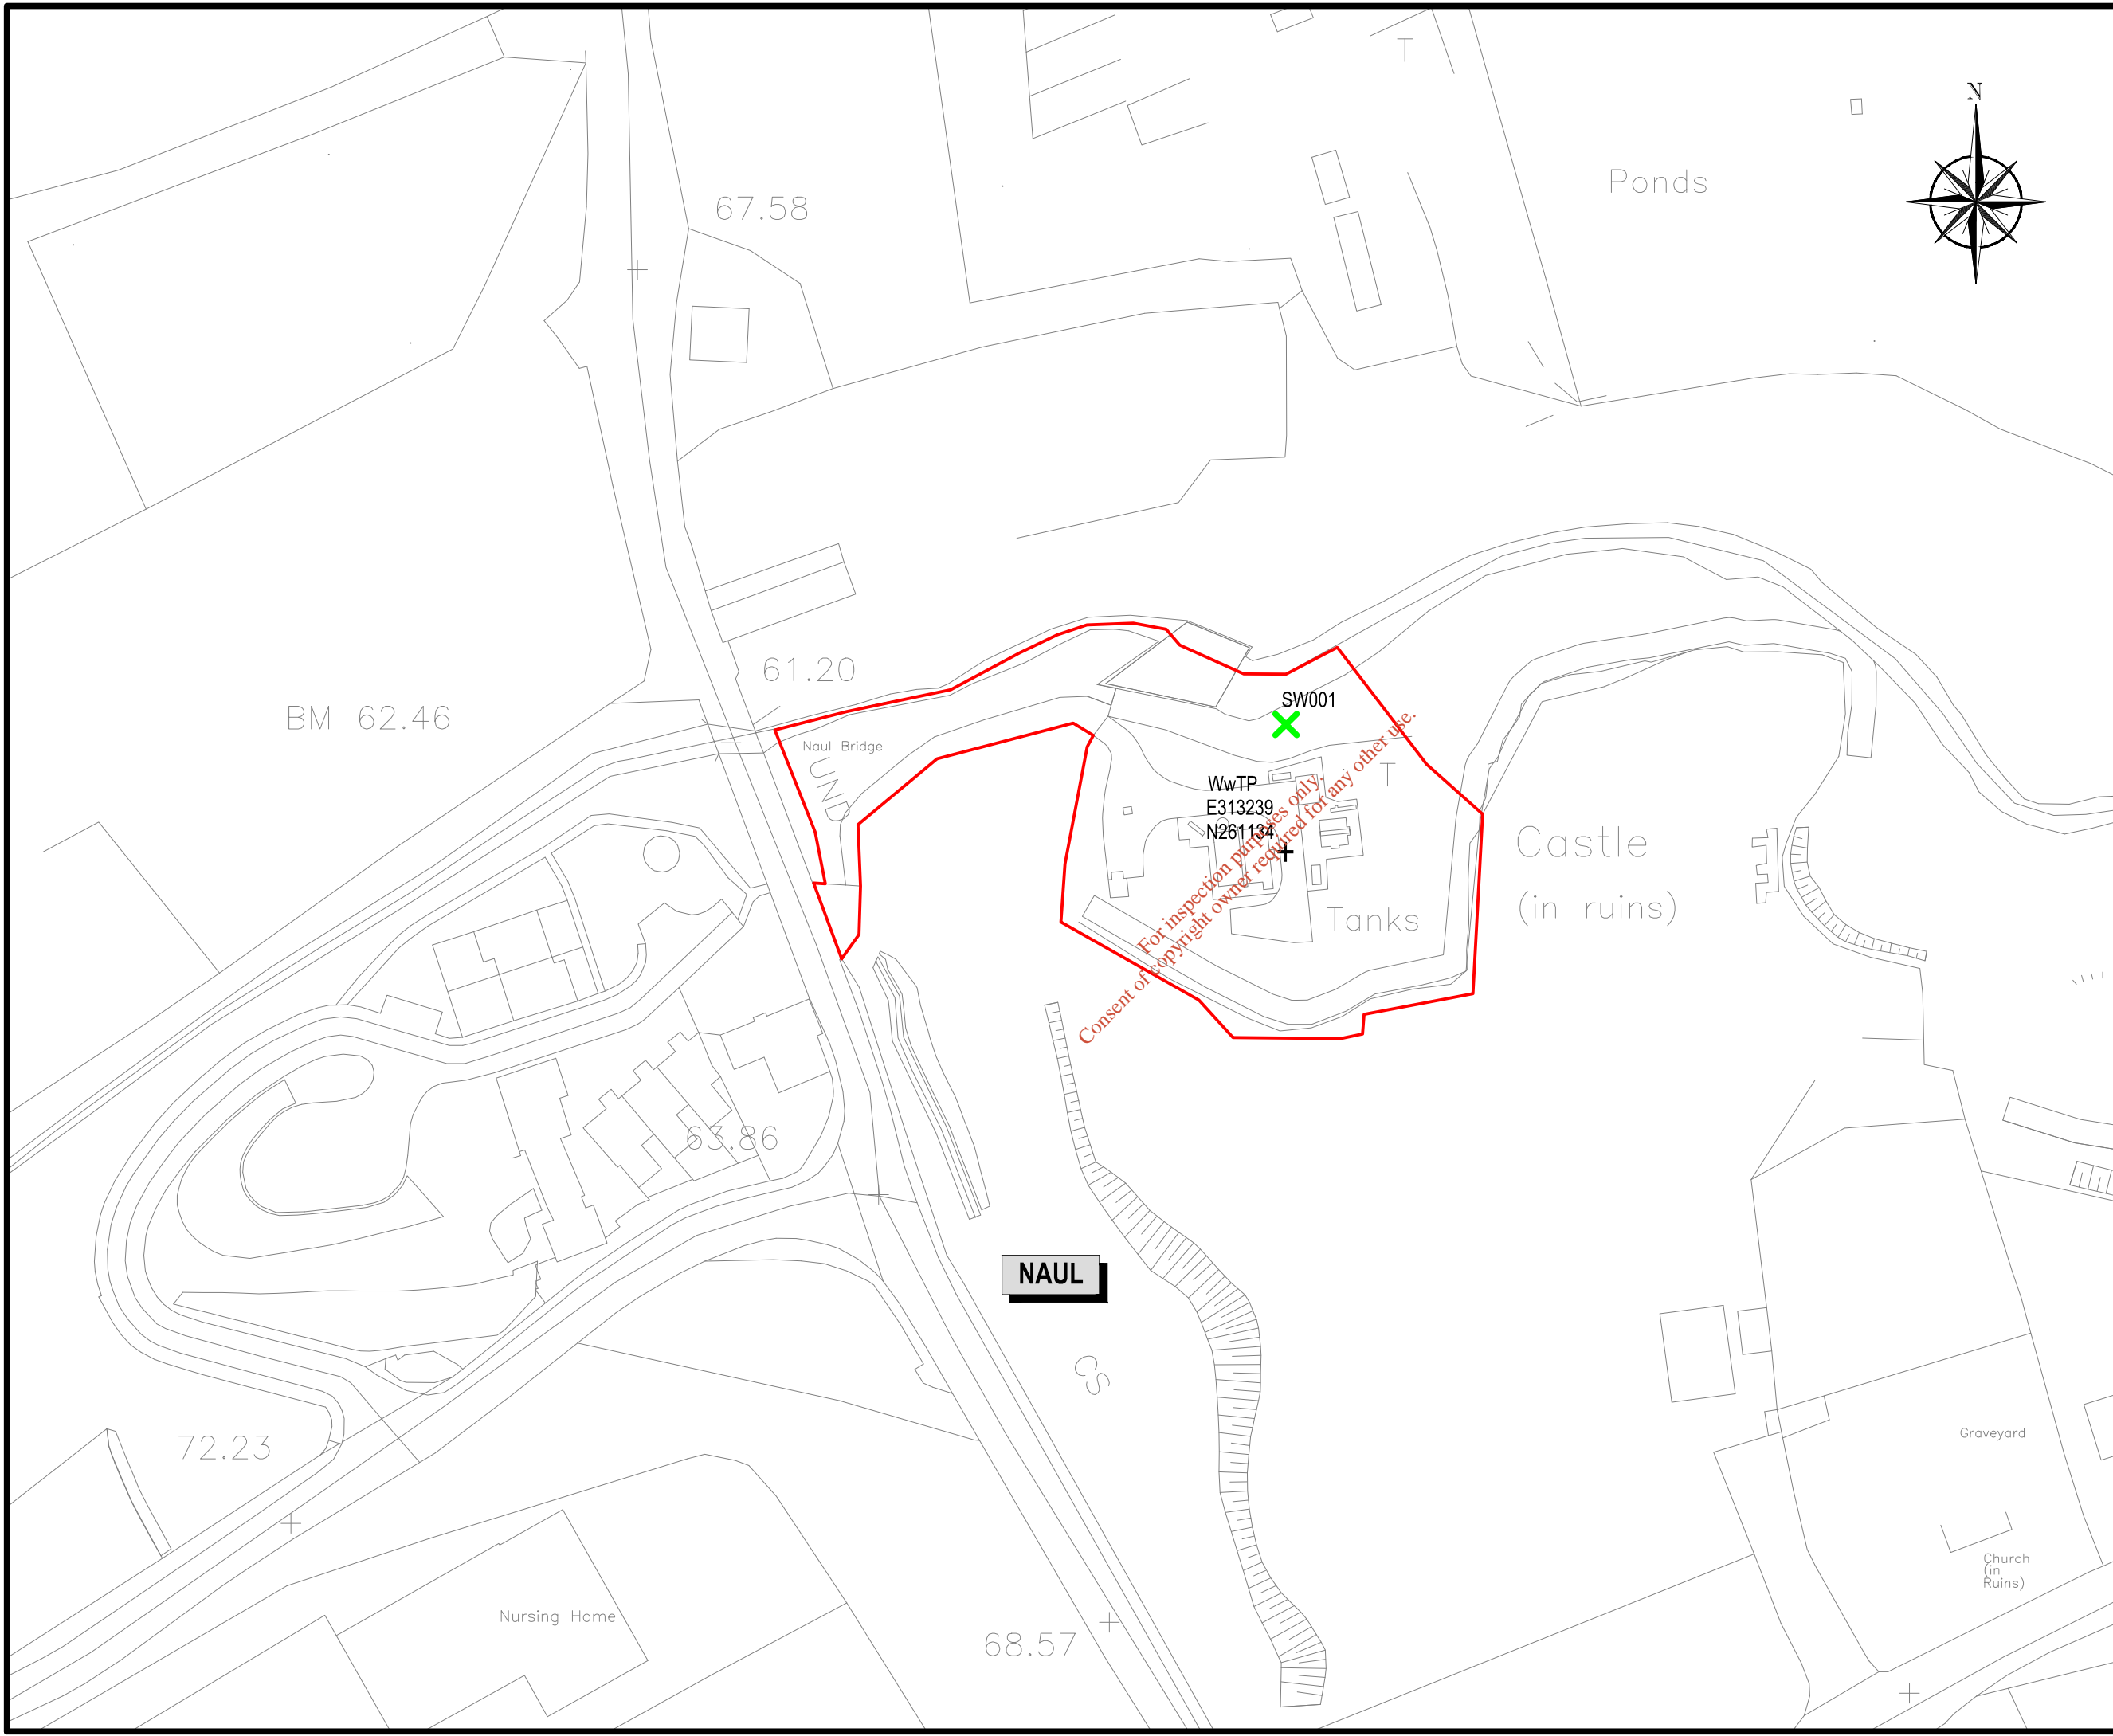 T
N
Ponds
67.58
61.20
BM 62.46
SW001
Naul Bridge
UND
WwTP
E313239
N261134
T
Castle
(in ruins)
Tanks
For inspection purposes only.
Consent of copyright owner required for any other use.
63.86
NAUL
CS
72.23
Graveyard
Church
(in
Ruins)
Nursing Home
68.57